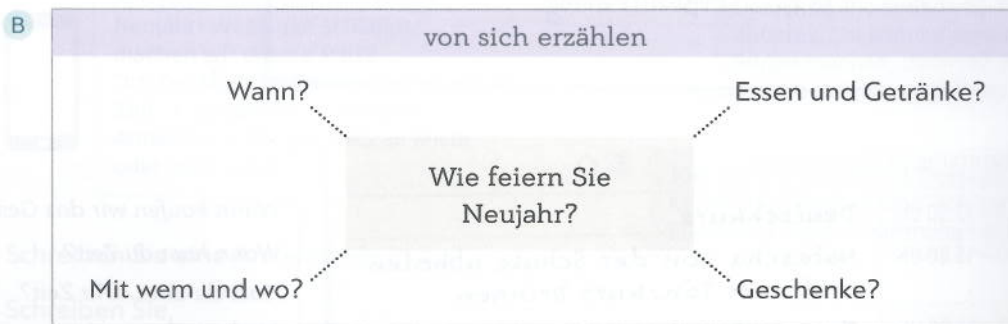 B
von sich erzählen
Wann?
Essen und Getränke?
Wie feiern Sie
Neujahr?
Mit wem und wo?
Geschenke?